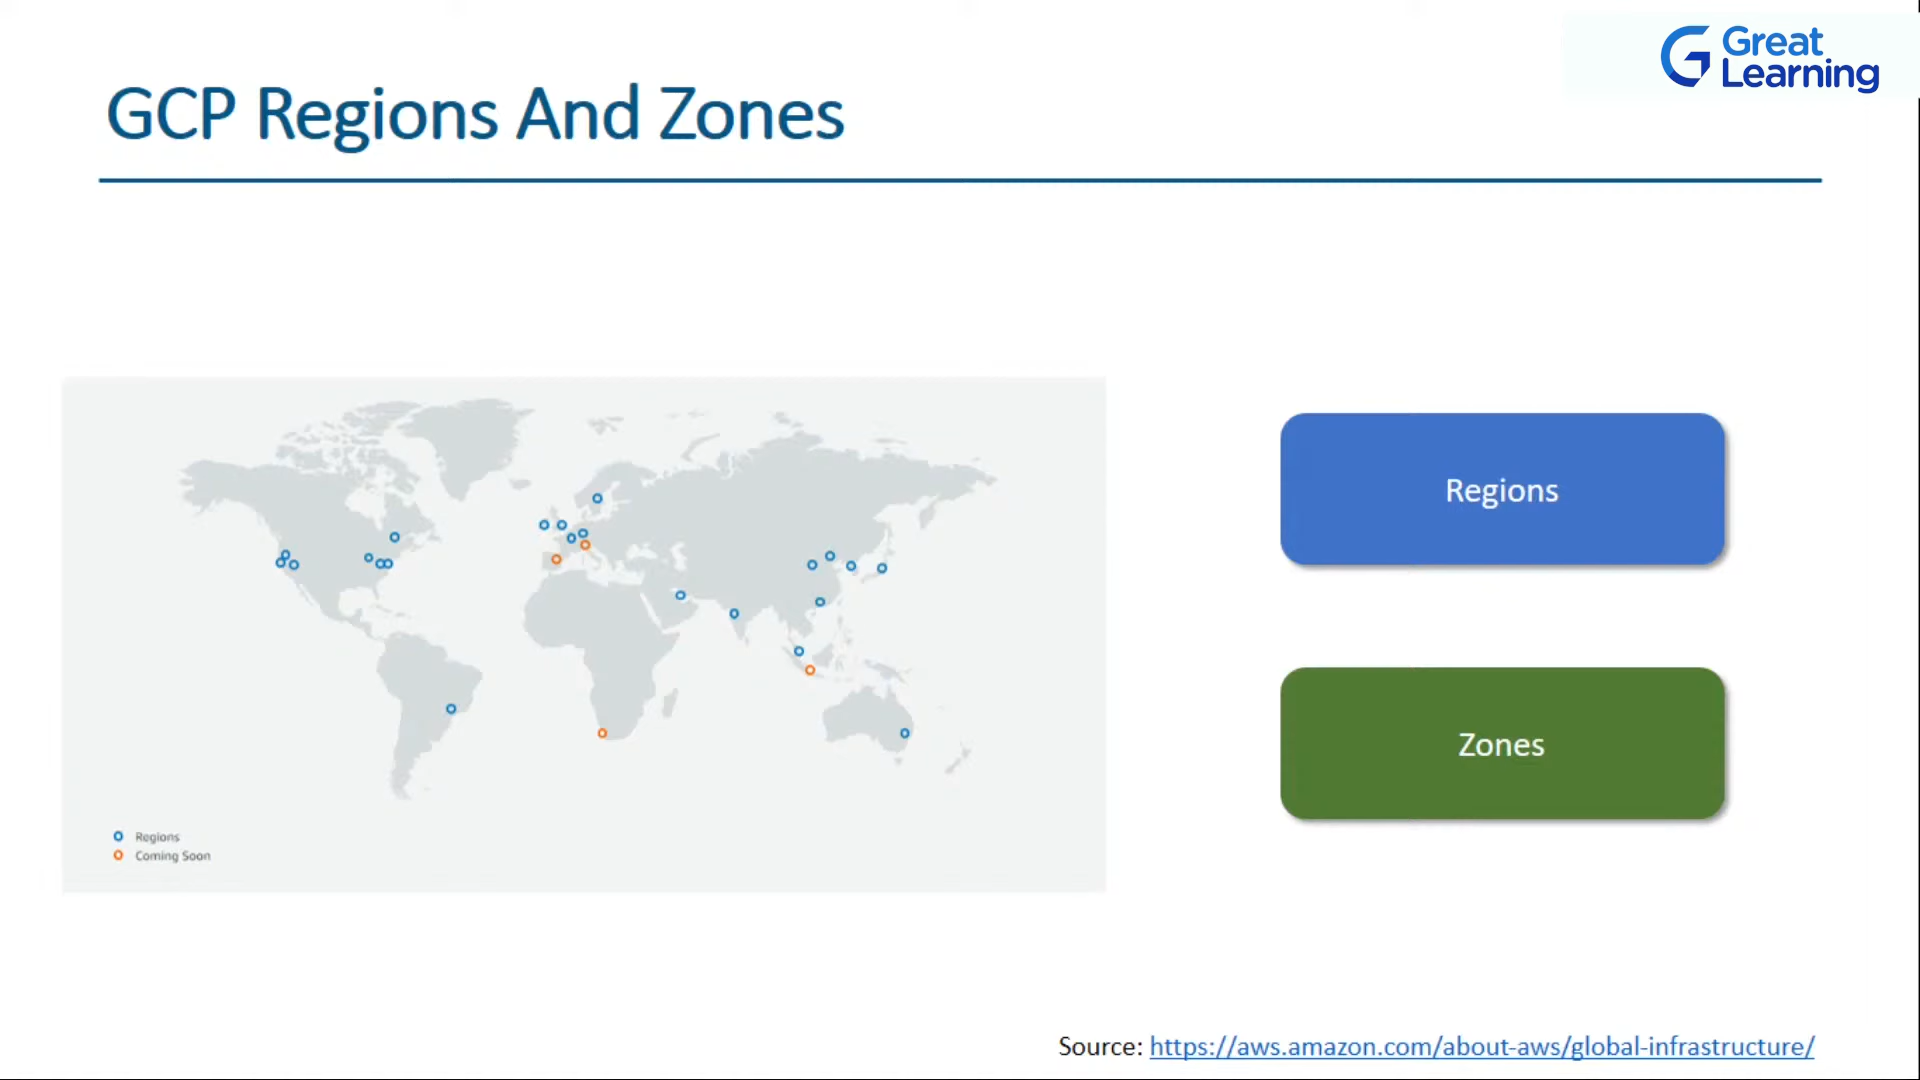 Great
Learning
GCP Regions And Zones
Regions
Zones
Regions
Coming Soon
Source: https://aws.amazon.com/about-aws/global-infrastructure/